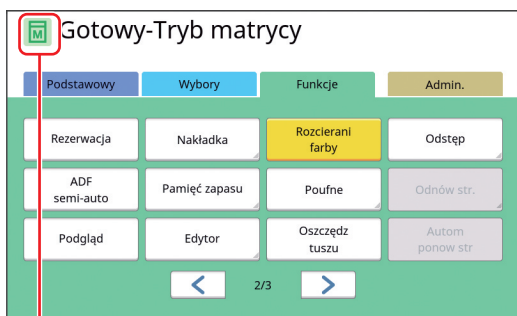 M Gotowy-Tryb matrycy
Podstawowy Wybory Funkcje Admin.
Rezerwacja Nakładka Rozcierani farby Odstęp
ADF semi-auto Pamięć zapasu Poufne Odnów str.
Podgląd Edytor Oszczędz tuszu Autom ponow str
2/3